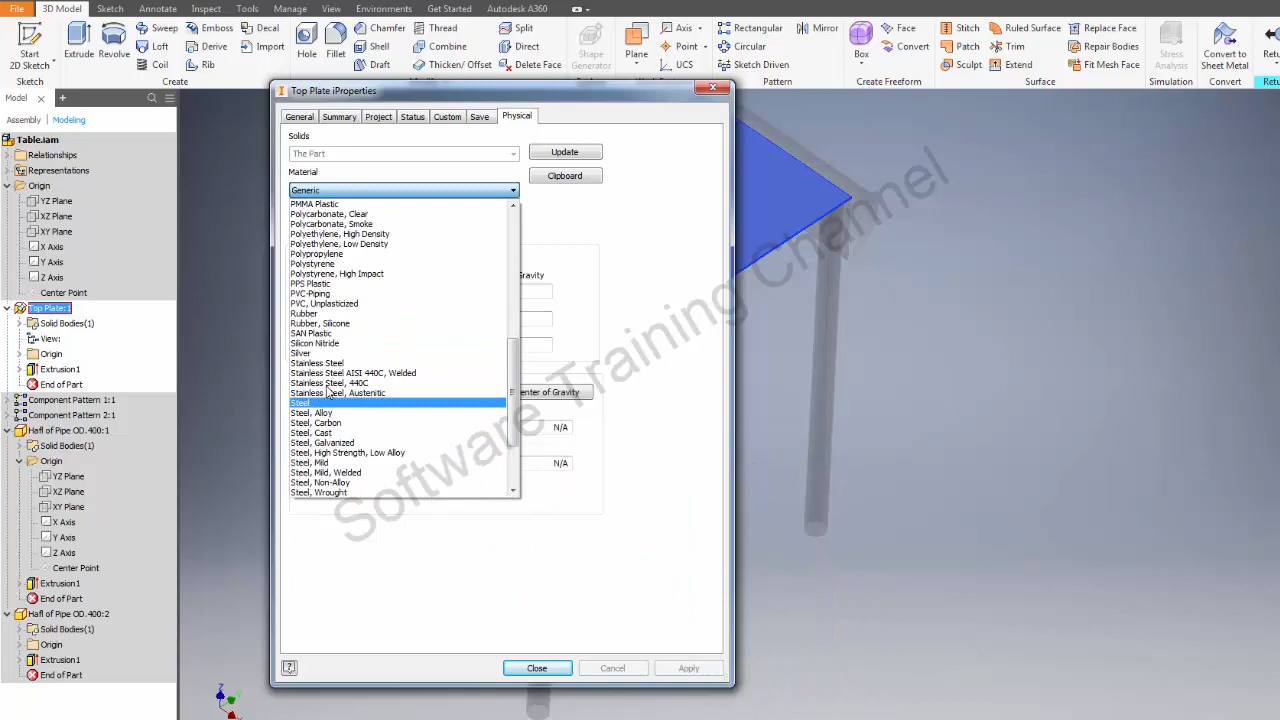 File 3D Model Sketch Annotate Inspect Tools Manage View Environments Get Started Autodesk A360
Start
2D Sketch
Sketch
Extrude
Revolve
Sweep
Loft
Coil
Emboss
Derive
Rib
Decal
Import
Create
Hole
Fillet
Chamfer
Shell
Draft
Thread
Combine
Thicken/Offset
Split
Direct
Delete Face
Shape
Generator
Plane
Axis
Point
UCS
Rectangular
Circular
Sketch Driven
Mirror
Pattern
Box
Face
Convert
Create Freeform
Stitch
Patch
Sculpt
Ruled Surface
Trim
Extend
Replace Face
Repair Bodies
Fit Mesh Face
Surface
Stress
Analysis
Simulation
Convert to
Sheet Metal
Convert
Model
Assembly Modeling
Table.iam
Relationships
Representations
Origin
YZ Plane
XZ Plane
XY Plane
X Axis
Y Axis
Z Axis
Center Point
Top Plate:1
Solid Bodies(1)
View:
Origin
Extrusion1
End of Part
Component Pattern 1:1
Component Pattern 2:1
Hafl of Pipe OD.400:1
Solid Bodies(1)
Origin
YZ Plane
XZ Plane
XY Plane
X Axis
Y Axis
Z Axis
Center Point
Extrusion1
End of Part
Hafl of Pipe OD.400:2
Solid Bodies(1)
Origin
Extrusion1
End of Part
Top Plate iProperties
General Summary Project Status Custom Save Physical
Solids
The Part
Update
Material
Clipboard
Generic
PMMA Plastic
Polycarbonate, Clear
Polycarbonate, Smoke
Polyethylene, High Density
Polyethylene, Low Density
Polypropylene
Polystyrene
Polystyrene, High Impact
PPS Plastic
PVC-Piping
PVC, Unplasticized
Rubber
Rubber, Silicone
SAN Plastic
Silicon Nitride
Silver
Stainless Steel
Stainless Steel AISI 440C, Welded
Stainless Steel, 440C
Stainless Steel, Austenitic
Steel
Steel, Alloy
Steel, Carbon
Steel, Cast
Steel, Galvanized
Steel, High Strength, Low Alloy
Steel, Mild
Steel, Mild, Welded
Steel, Non-Alloy
Steel, Wrought
Gravity
N/A
N/A
Close Cancel Apply
Software Training Channel